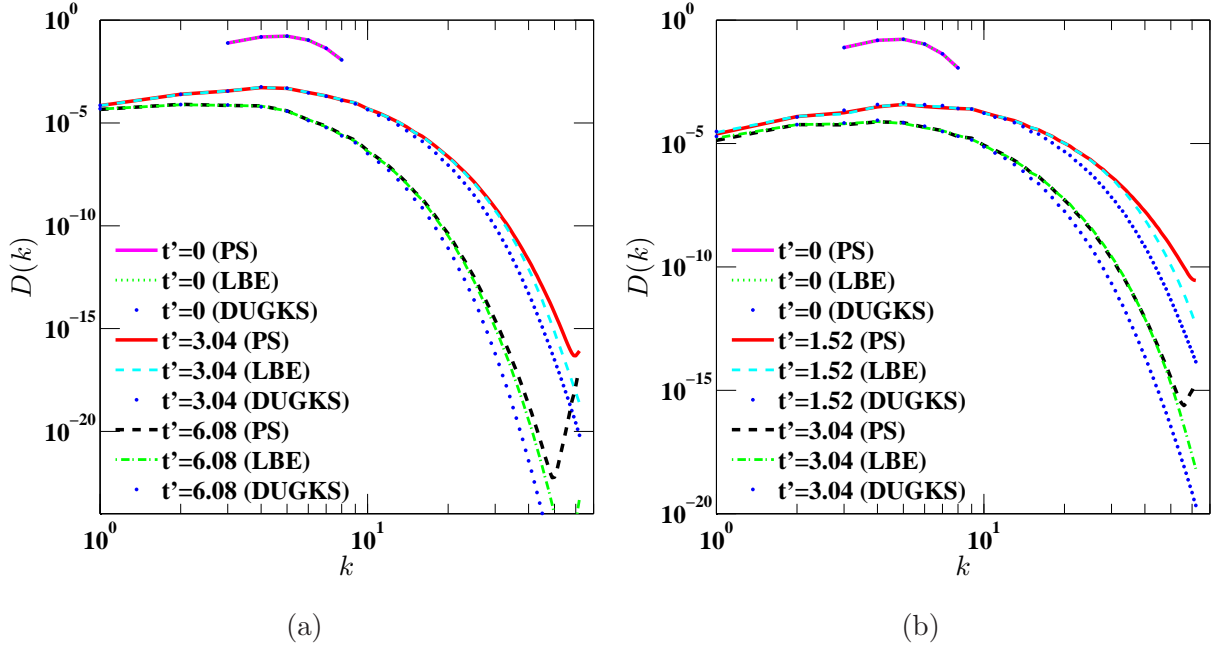 10^0
10^-5
10^-10
10^-15
10^-20
D(k)
t'=0 (PS)
t'=0 (LBE)
t'=0 (DUGKS)
t'=3.04 (PS)
t'=3.04 (LBE)
t'=3.04 (DUGKS)
t'=6.08 (PS)
t'=6.08 (LBE)
t'=6.08 (DUGKS)
10^0
10^1
k
(a)
10^0
10^-5
10^-10
10^-15
10^-20
D(k)
t'=0 (PS)
t'=0 (LBE)
t'=0 (DUGKS)
t'=1.52 (PS)
t'=1.52 (LBE)
t'=1.52 (DUGKS)
t'=3.04 (PS)
t'=3.04 (LBE)
t'=3.04 (DUGKS)
10^0
10^1
k
(b)